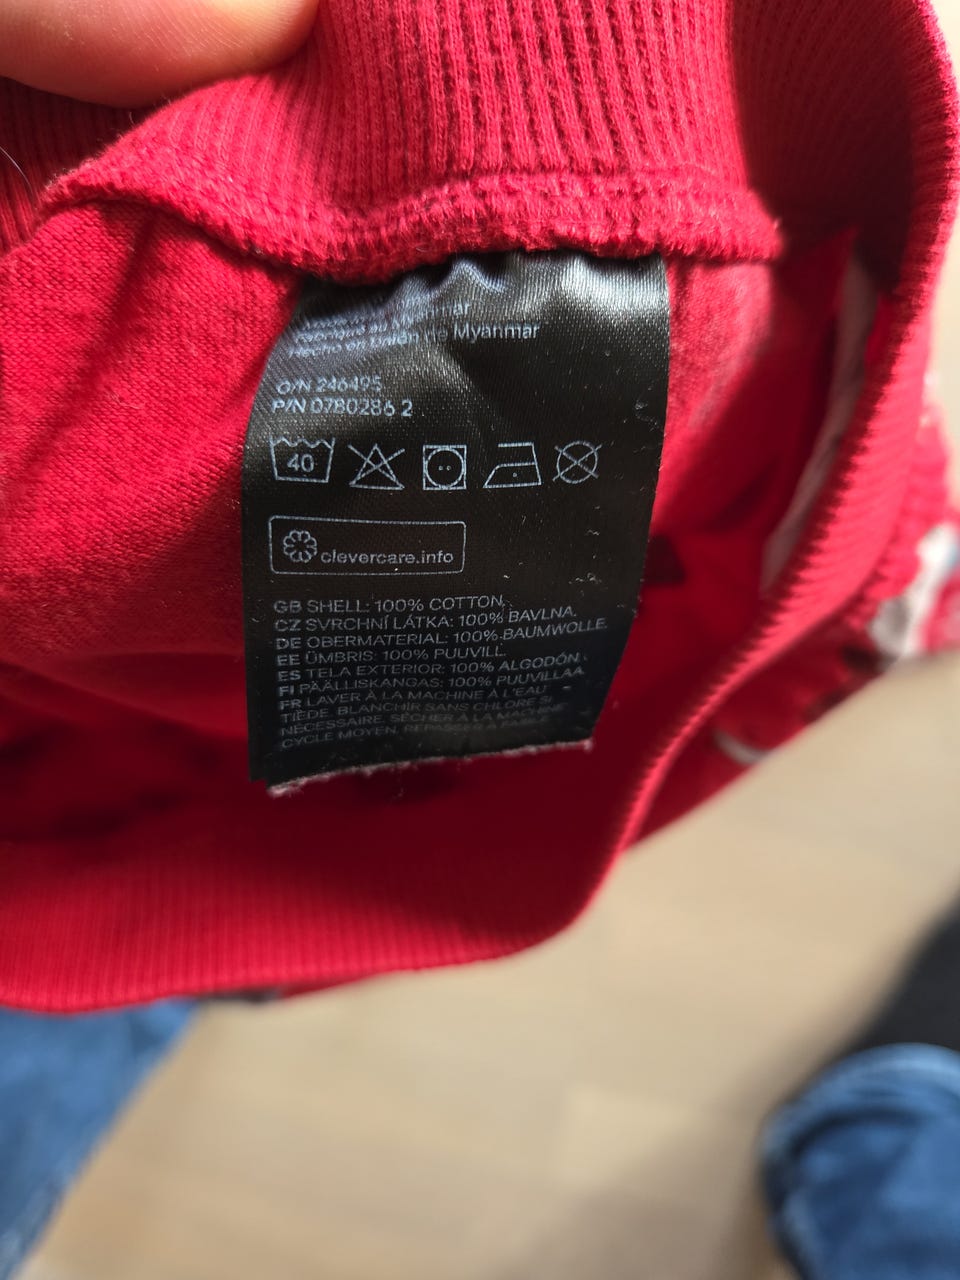 Myanmar
Hecho en Unión de Myanmar
O/N 246495
P/N 0780286 2
40
clevercare.info
GB SHELL: 100% COTTON
CZ SVRCHNÍ LÁTKA: 100% BAVLNA
DE OBERMATERIAL: 100% BAUMWOLLE
EE ÜMBRIS: 100% PUUVILL
ES TELA EXTERIOR: 100% ALGODÓN
FI PÄÄLLISKANGAS: 100% PUUVILLAA
FR LAVER À LA MACHINE À L'EAU
TIÈDE. BLANCHIR SANS CHLORE SI
NÉCESSAIRE. SÉCHER À LA MACHINE
CYCLE MOYEN.